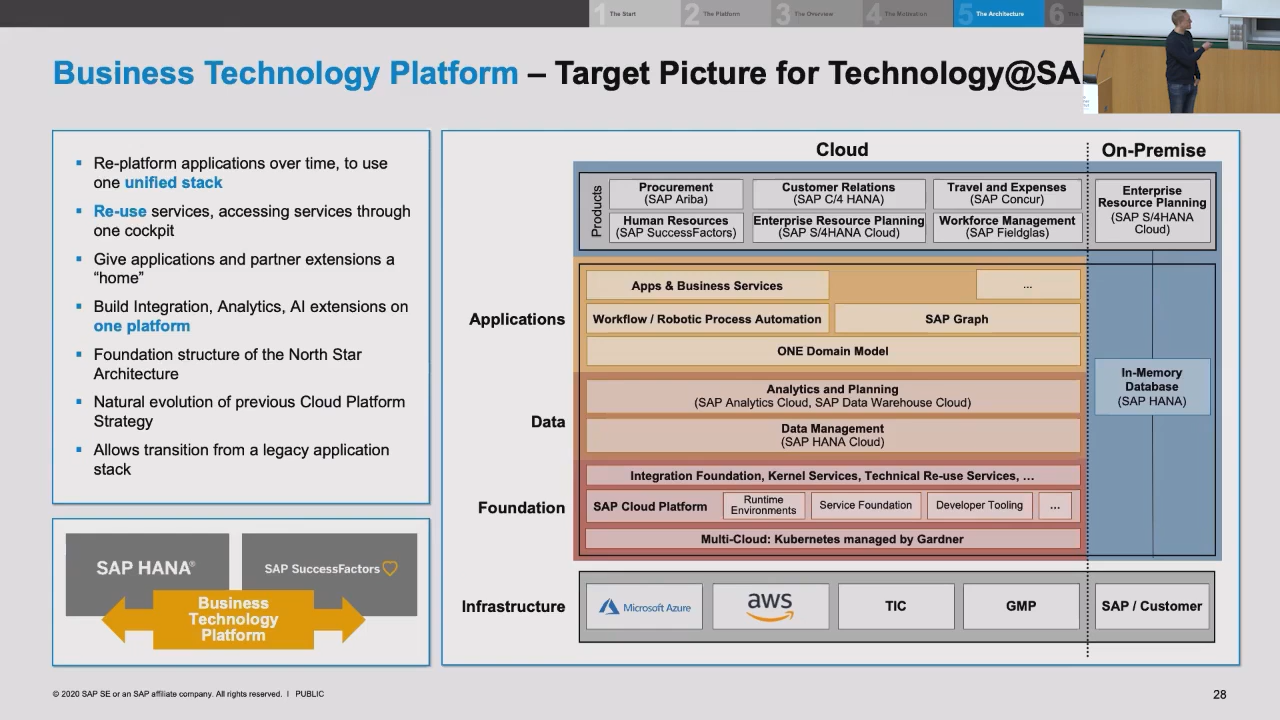 1 The Start
2 The Platform
3 The Overview
4 The Motivation
5 The Architecture
6
Business Technology Platform – Target Picture for Technology@SA
▪ Re-platform applications over time, to use
one unified stack
▪ Re-use services, accessing services through
one cockpit
▪ Give applications and partner extensions a
“home”
▪ Build Integration, Analytics, AI extensions on
one platform
▪ Foundation structure of the North Star
Architecture
▪ Natural evolution of previous Cloud Platform
Strategy
▪ Allows transition from a legacy application
stack
SAP HANA®
SAP SuccessFactors
Business
Technology
Platform
Cloud
On-Premise
Products
Procurement
(SAP Ariba)
Customer Relations
(SAP C/4 HANA)
Travel and Expenses
(SAP Concur)
Human Resources
(SAP SuccessFactors)
Enterprise Resource Planning
(SAP S/4HANA Cloud)
Workforce Management
(SAP Fieldglas)
Enterprise
Resource Planning
(SAP S/4HANA
Cloud)
Applications
Apps & Business Services
...
Workflow / Robotic Process Automation
SAP Graph
ONE Domain Model
Data
Analytics and Planning
(SAP Analytics Cloud, SAP Data Warehouse Cloud)
Data Management
(SAP HANA Cloud)
In-Memory
Database
(SAP HANA)
Foundation
Integration Foundation, Kernel Services, Technical Re-use Services, …
SAP Cloud Platform
Runtime
Environments
Service Foundation
Developer Tooling
...
Multi-Cloud: Kubernetes managed by Gardner
Infrastructure
Microsoft Azure
aws
TIC
GMP
SAP / Customer
© 2020 SAP SE or an SAP affiliate company. All rights reserved. I PUBLIC
28